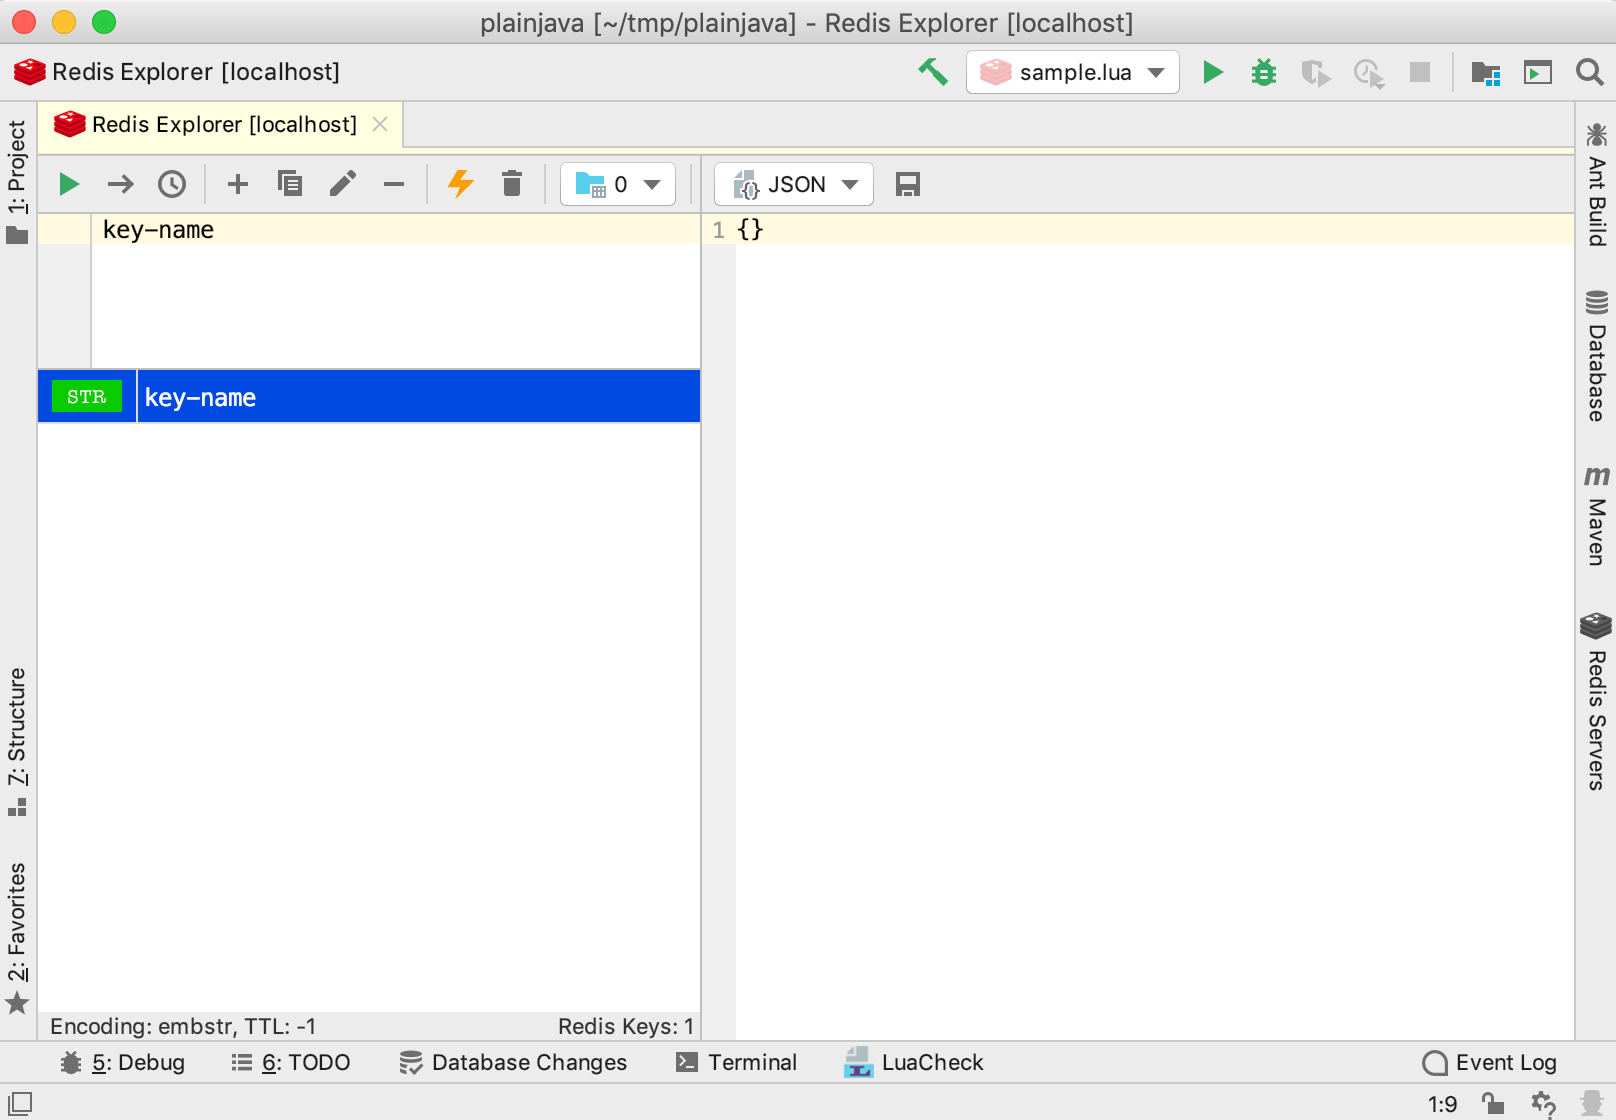 plainjava [~/tmp/plainjava] - Redis Explorer [localhost]
Redis Explorer [localhost]
sample.lua
Redis Explorer [localhost]
0
JSON
key-name
1 {}
STR key-name
Encoding: embstr, TTL: -1
Redis Keys: 1
1: Project
7: Structure
2: Favorites
Ant Build
Database
m Maven
Redis Servers
5: Debug
6: TODO
Database Changes
Terminal
LuaCheck
Event Log
1:9